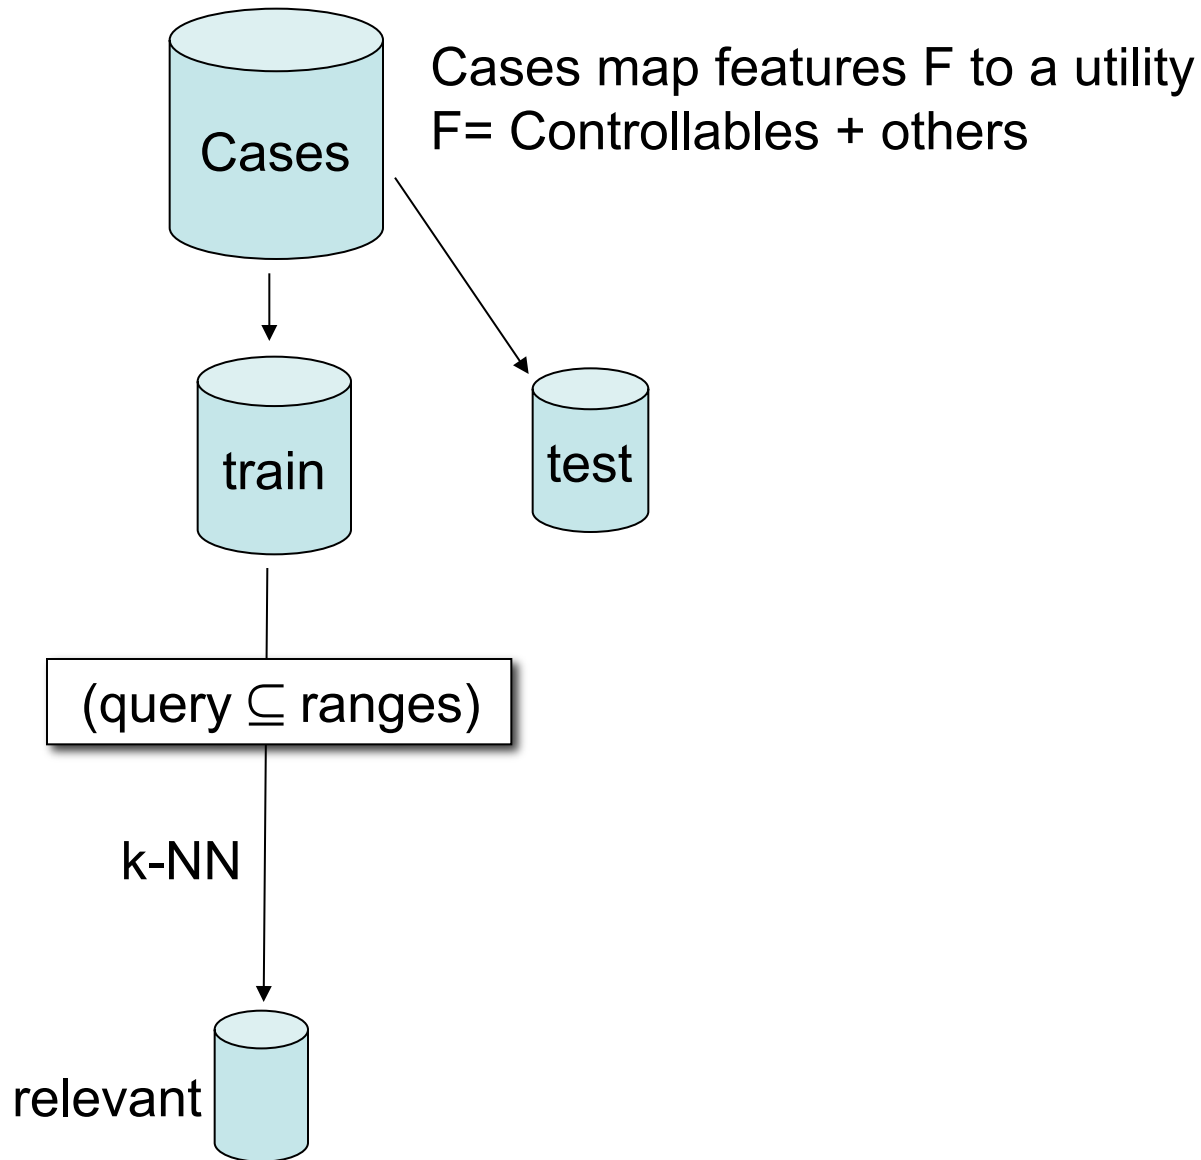 Cases map features F to a utility
F= Controllables + others
Cases
train
test
(query ⊆ ranges)
k-NN
relevant